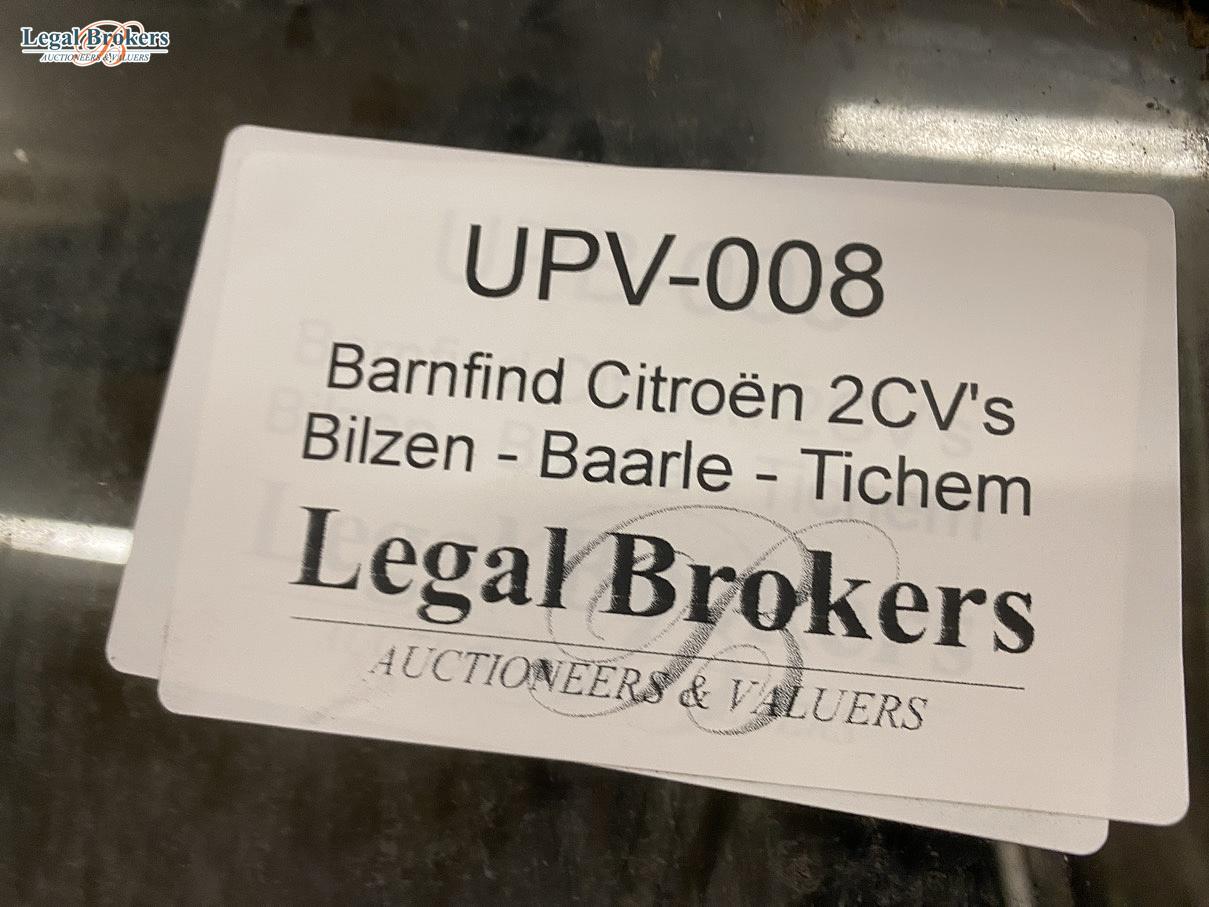 Legal Brokers
AUCTIONEERS & VALUERS
UPV-008
Barnfind Citroën 2CV's
Bilzen - Baarle - Tichem
Legal Brokers
AUCTIONEERS & VALUERS